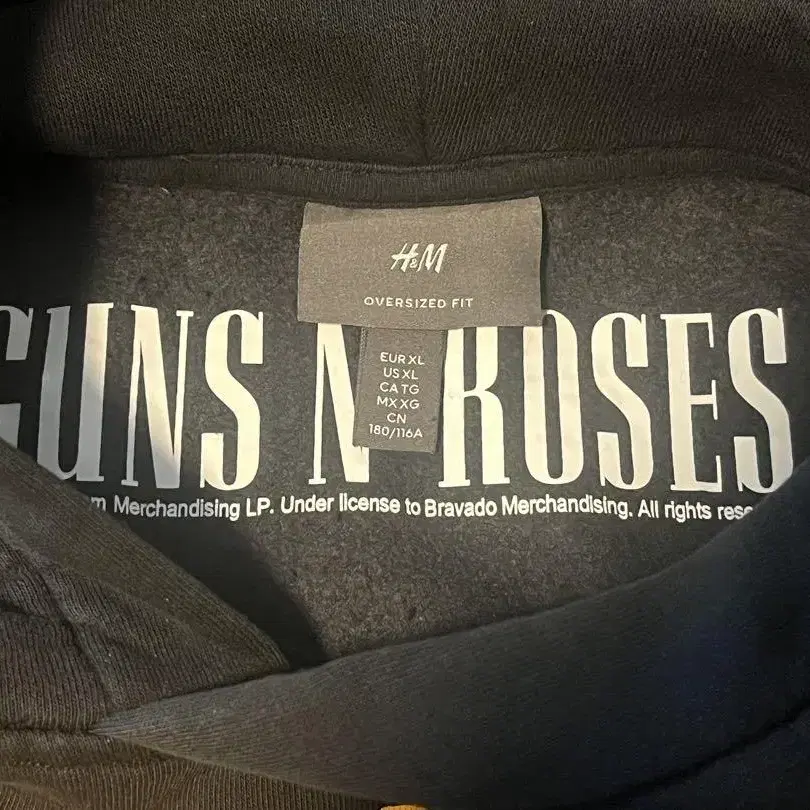 H&M
OVERSIZED FIT
GUNS N ROSES
EUR XL
US XL
CA TG
MX XG
CN
180/116A
Merchandising LP. Under license to Bravado Merchandising. All rights